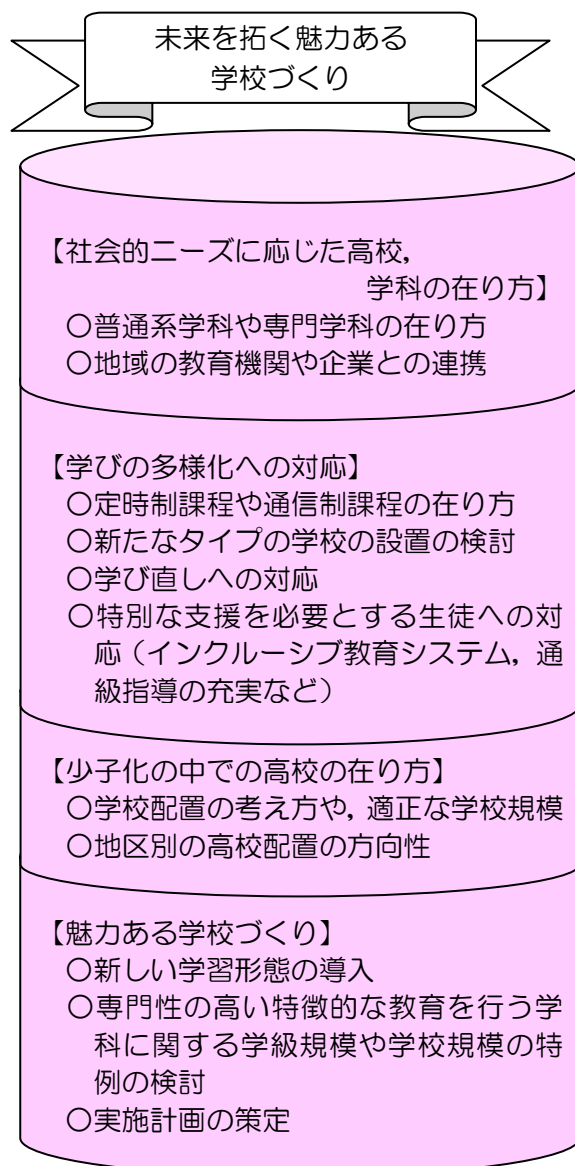 未来を拓く魅力ある
学校づくり
【社会的ニーズに応じた高校,
学科の在り方】
○普通系学科や専門学科の在り方
○地域の教育機関や企業との連携
【学びの多様化への対応】
○定時制課程や通信制課程の在り方
○新たなタイプの学校の設置の検討
○学び直しへの対応
○特別な支援を必要とする生徒への対
応（インクルーシブ教育システム, 通
級指導の充実など）
【少子化の中での高校の在り方】
○学校配置の考え方や, 適正な学校規模
○地区別の高校配置の方向性
【魅力ある学校づくり】
○新しい学習形態の導入
○専門性の高い特徴的な教育を行う学
科に関する学級規模や学校規模の特
例の検討
○実施計画の策定